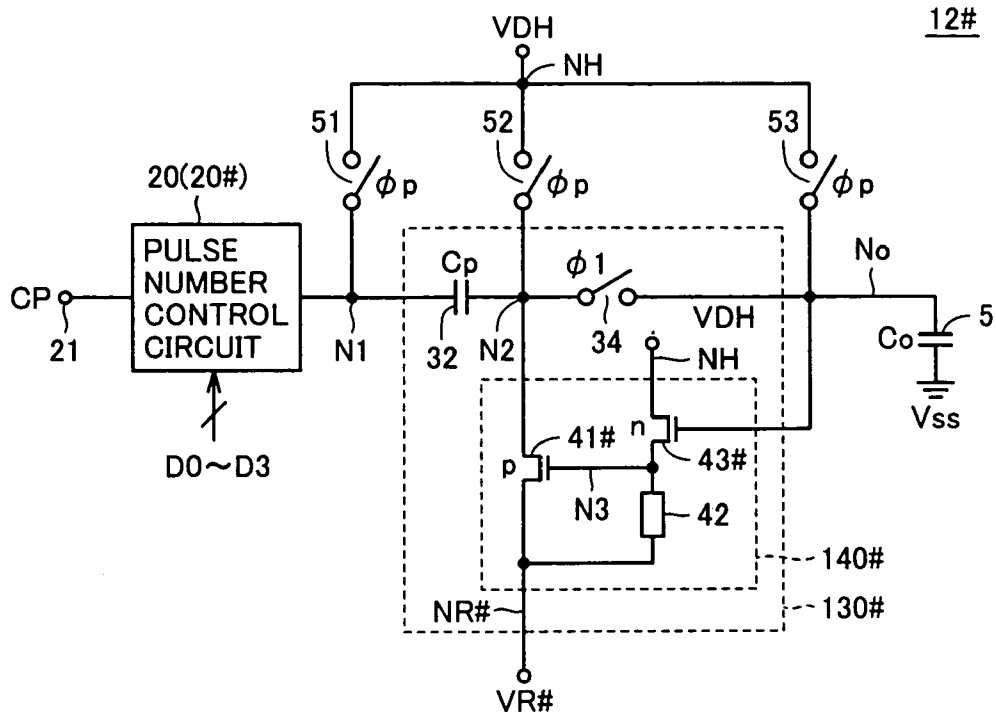 12#
VDH
NH
51
52
53
ϕp
ϕp
ϕp
20(20#)
PULSE
NUMBER
CONTROL
CIRCUIT
CP
21
D0~D3
N1
Cp
32
N2
ϕ1
34
VDH
NH
No
Co
5
Vss
41#
p
n
43#
N3
42
140#
130#
NR#
VR#